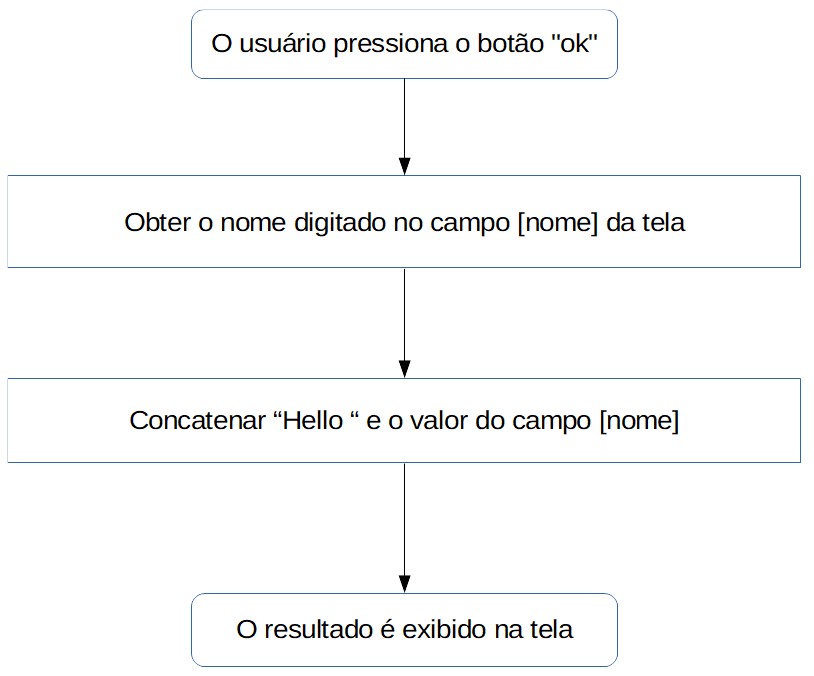 O usuário pressiona o botão "ok"
Obter o nome digitado no campo [nome] da tela
Concatenar “Hello “ e o valor do campo [nome]
O resultado é exibido na tela